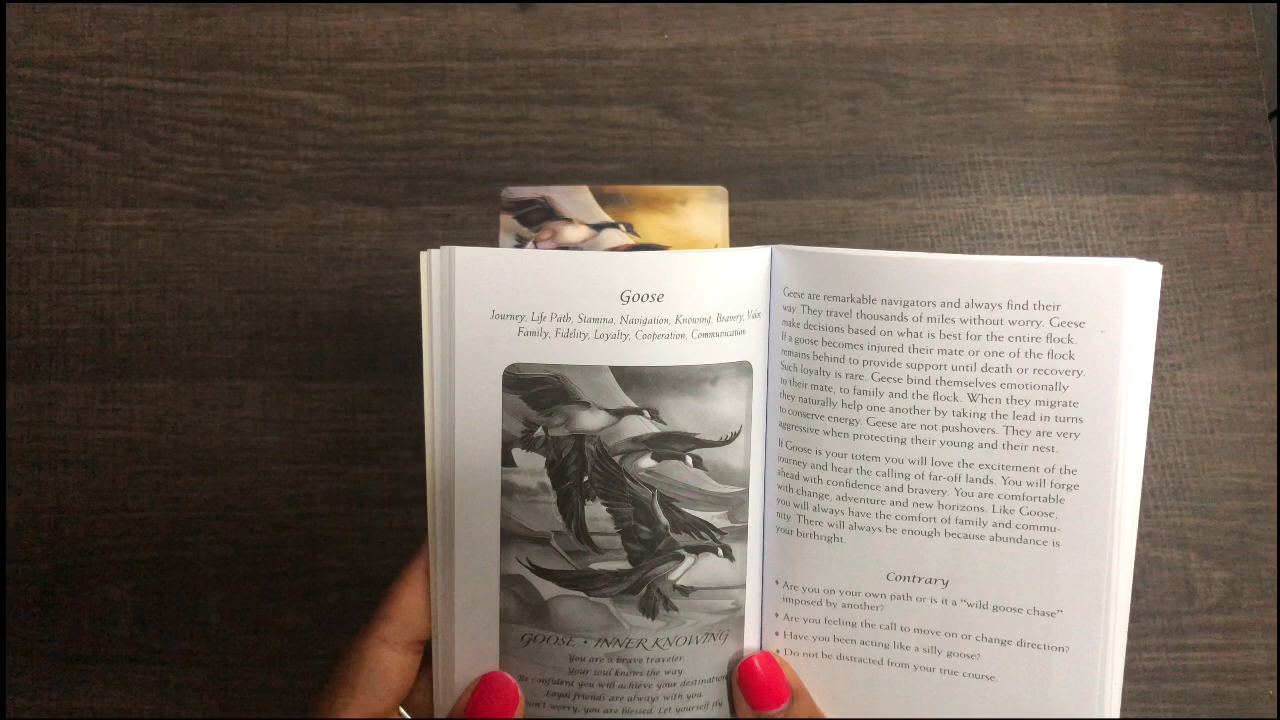 Goose
Journey, Life Path, Stamina, Navigation, Knowing, Bravery, Valor
Family, Fidelity, Loyalty, Cooperation, Communication
GOOSE • INNER KNOWING
You are a brave traveler.
Your soul knows the way.
Be confident you will achieve your destination
Loyal friends are always with you.
Don't worry, you are blessed. Let yourself fly
Geese are remarkable navigators and always find their
way. They travel thousands of miles without worry. Geese
make decisions based on what is best for the entire flock.
If a goose becomes injured their mate or one of the flock
remains behind to provide support until death or recovery.
Such loyalty is rare. Geese bind themselves emotionally
to their mate, to family and the flock. When they migrate
they naturally help one another by taking the lead in turns
to conserve energy. Geese are not pushovers. They are very
aggressive when protecting their young and their nest.
If Goose is your totem you will love the excitement of the
journey and hear the calling of far-off lands. You will forge
ahead with confidence and bravery. You are comfortable
with change, adventure and new horizons. Like Goose,
you will always have the comfort of family and commu-
nity. There will always be enough because abundance is
your birthright.
Contrary
• Are you on your own path or is it a "wild goose chase"
imposed by another?
• Are you feeling the call to move on or change direction?
• Have you been acting like a silly goose?
• Do not be distracted from your true course.